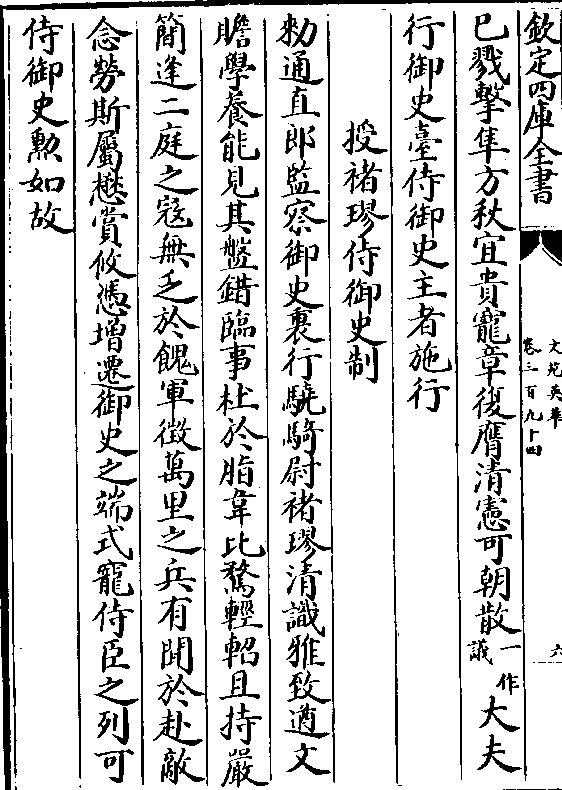 欽定四庫全書
文苑英華
卷三百九十四
六
已戮擊隼方秋宜貴寵章復膺清憲可朝散一作議大夫
行御史臺侍御史主者施行
授褚璆侍御史制
勅通直郎監察御史裏行驍騎尉褚璆清識雅致遒文
贍學養能見其盤錯臨事杜於脂韋比驁輕軺且持嚴
簡逢二庭之寇無乏於餽軍徵萬里之兵有聞於赴敵
念勞斯屬懋賞攸憑增遷御史之端式寵侍臣之列可
侍御史勲如故